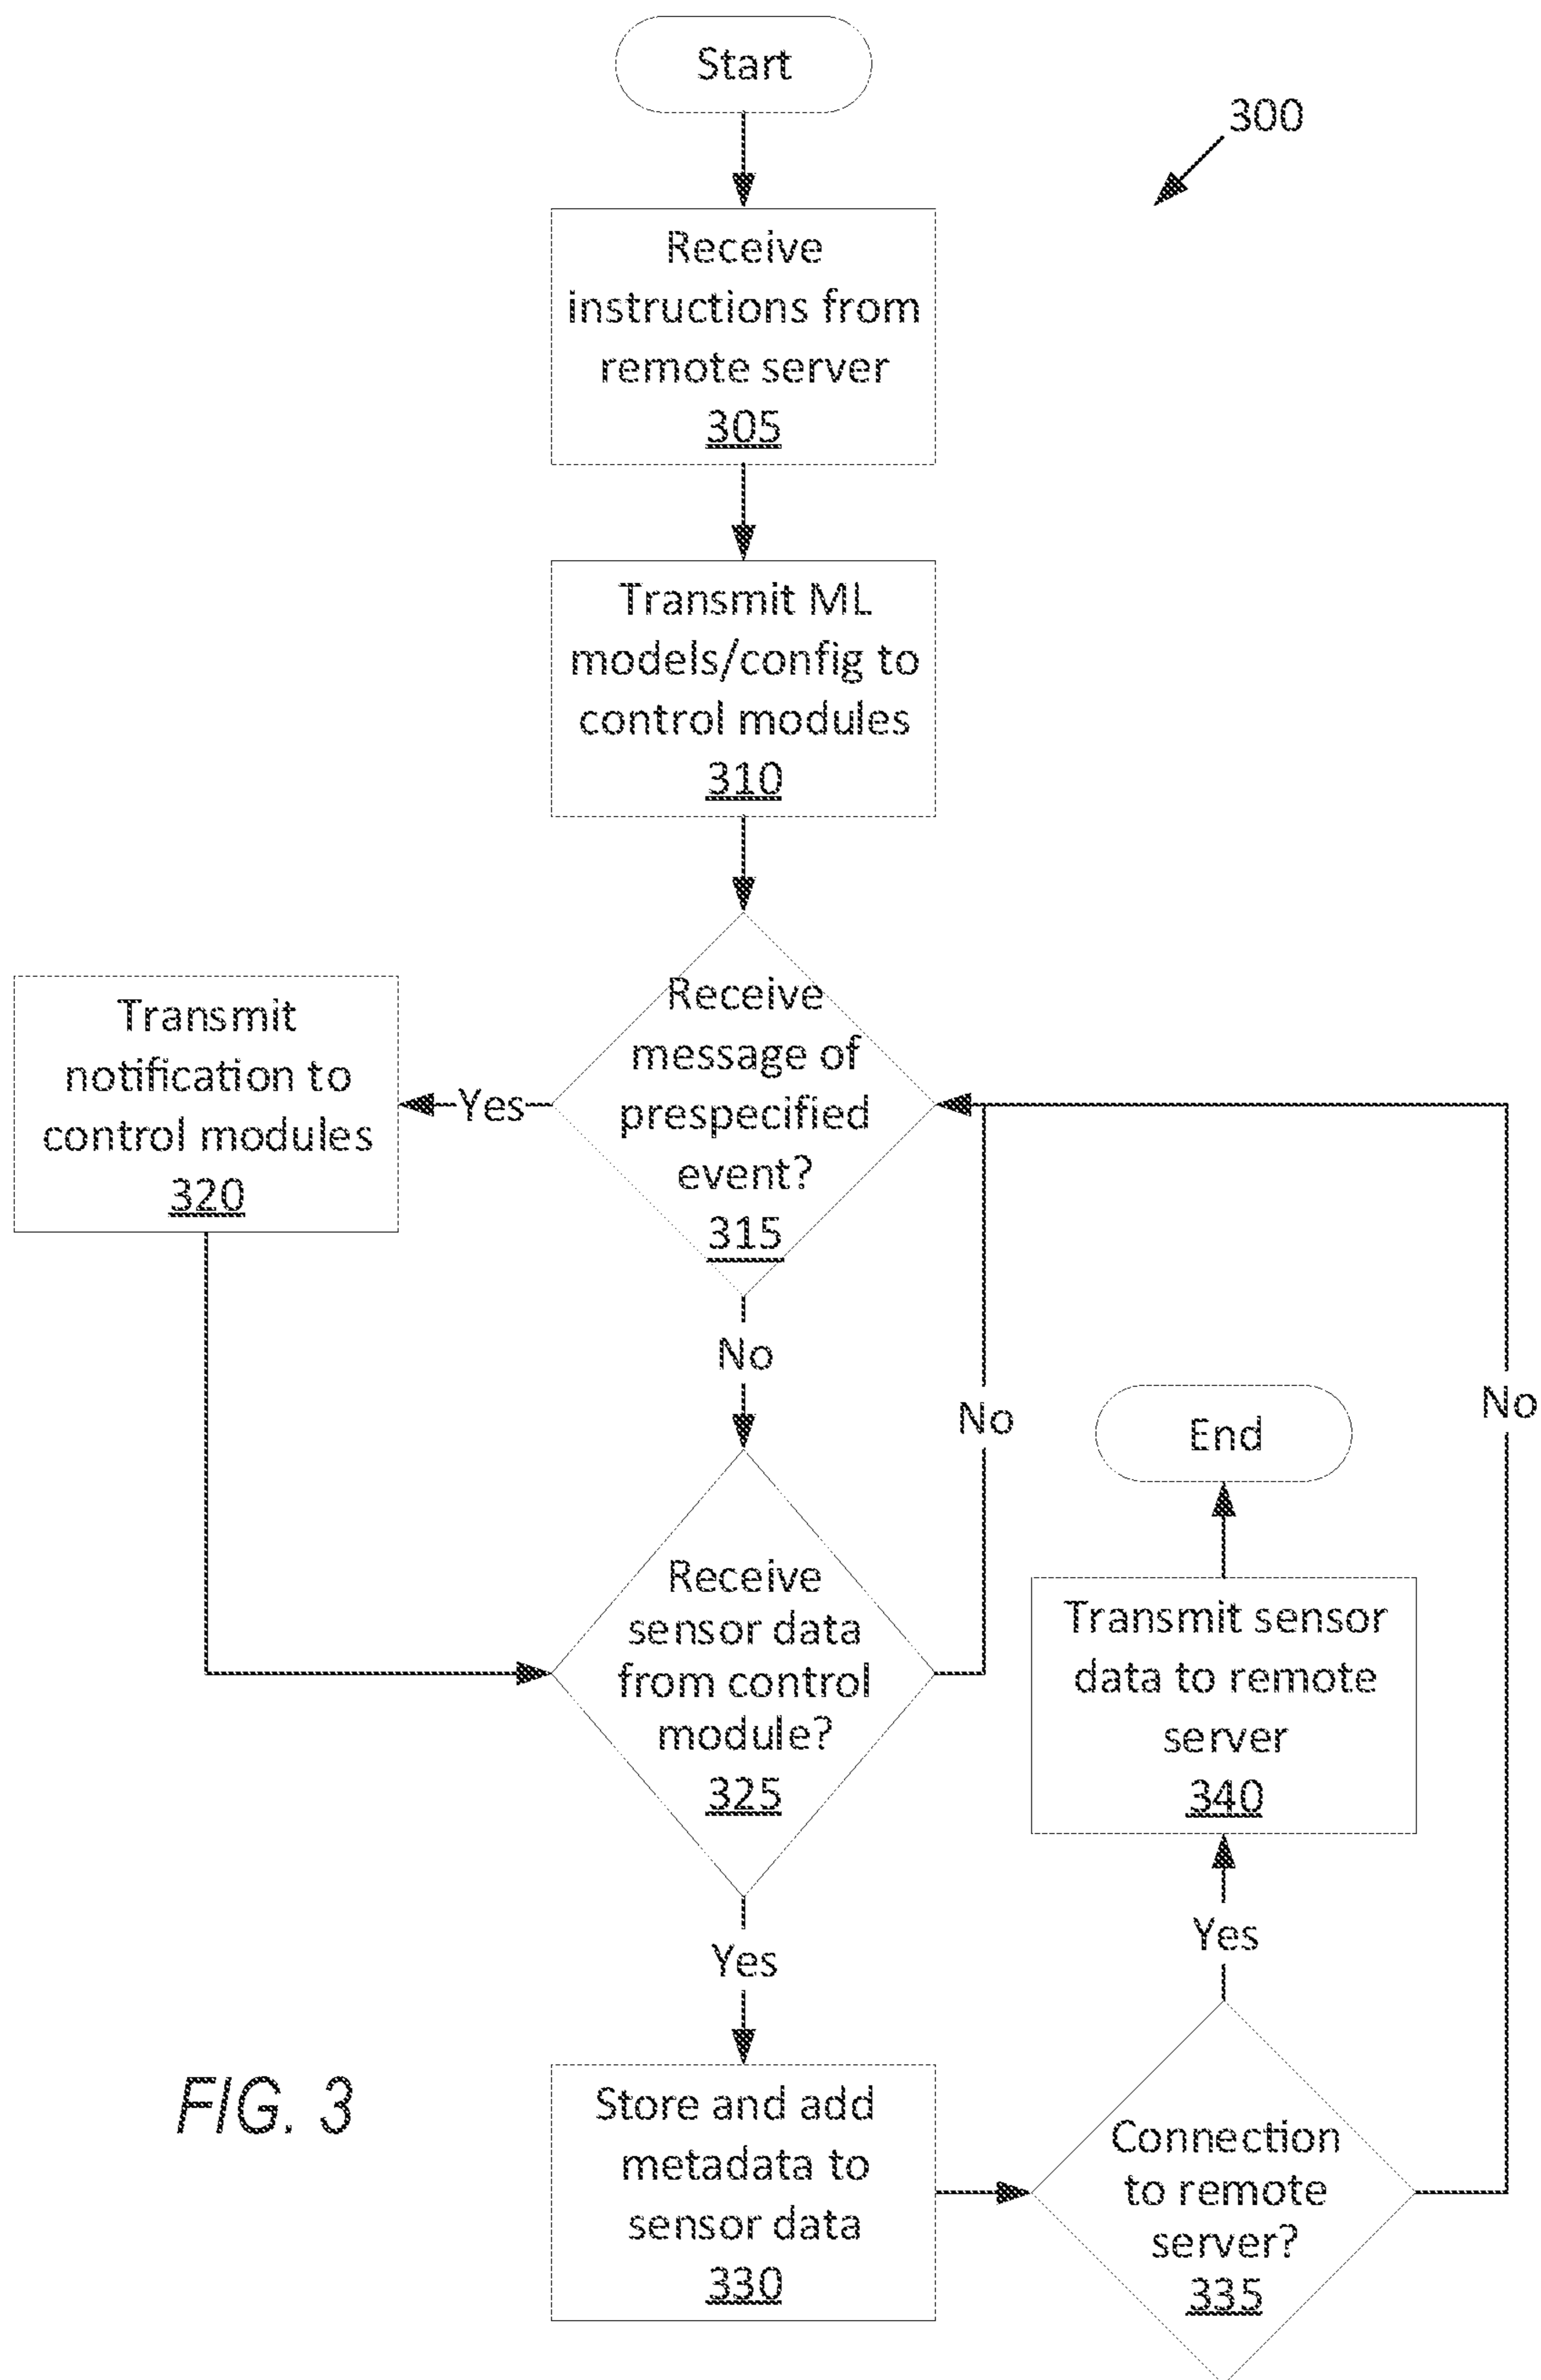 Start
300
Receive
instructions from
remote server
305
Transmit ML
models/config to
control modules
310
Receive
message of
prespecified
event?
315
Transmit
notification to
control modules
320
Yes
No
No
No
End
Receive
sensor data
from control
module?
325
Transmit sensor
data to remote
server
340
Yes
Yes
Store and add
metadata to
sensor data
330
Connection
to remote
server?
335
FIG. 3